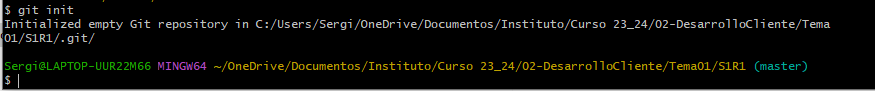 $ git init
Initialized empty Git repository in C:/Users/Sergi/OneDrive/Documentos/Instituto/Curso 23_24/02-DesarrolloCliente/Tema
01/S1R1/.git/
Sergi@LAPTOP-UUR22M66 MINGW64 ~/OneDrive/Documentos/Instituto/Curso 23_24/02-DesarrolloCliente/Tema01/S1R1 (master)
$